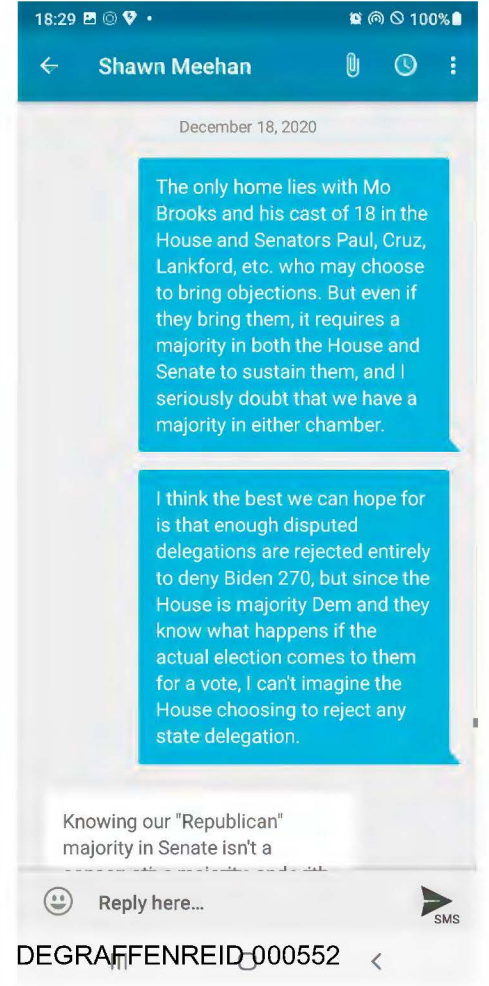 18:29
100%
Shawn Meehan
December 18, 2020
The only home lies with Mo
Brooks and his cast of 18 in the
House and Senators Paul, Cruz,
Lankford, etc. who may choose
to bring objections. But even if
they bring them, it requires a
majority in both the House and
Senate to sustain them, and I
seriously doubt that we have a
majority in either chamber.
I think the best we can hope for
is that enough disputed
delegations are rejected entirely
to deny Biden 270, but since the
House is majority Dem and they
know what happens if the
actual election comes to them
for a vote, I can't imagine the
House choosing to reject any
state delegation.
Knowing our "Republican"
majority in Senate isn't a
Reply here...
SMS
DEGRAFFENREID_000552